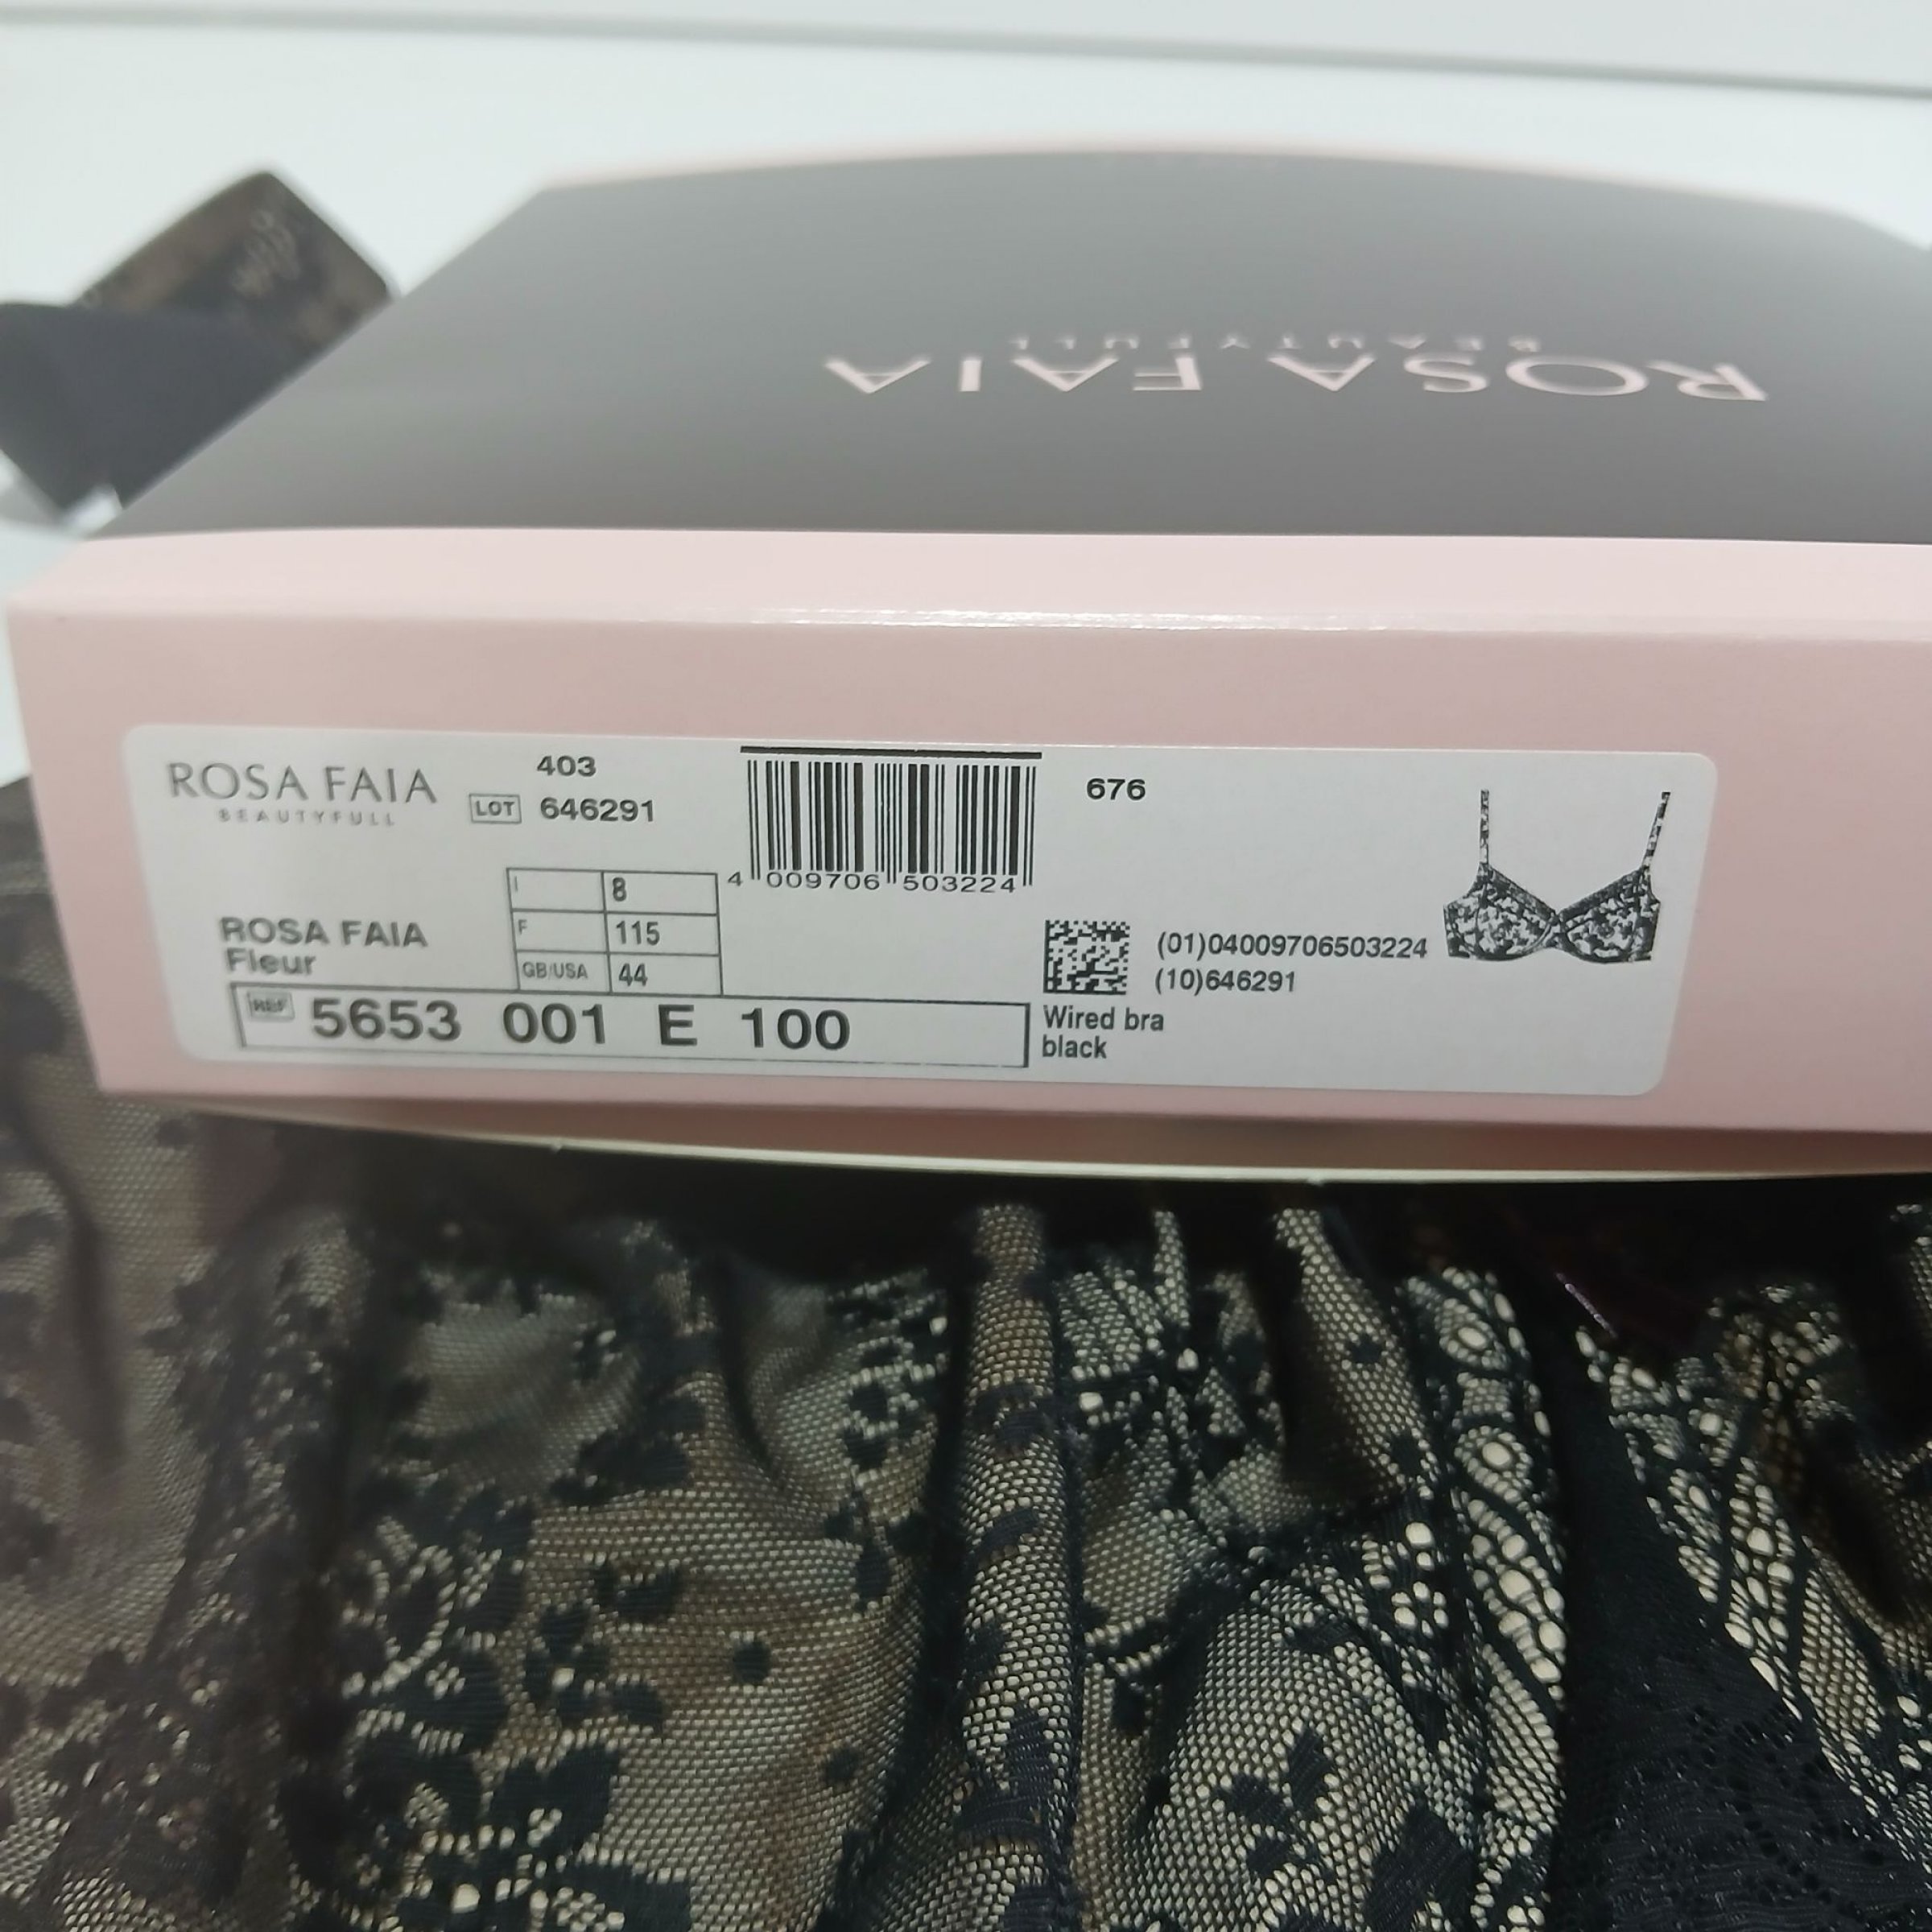 ROSA FAIA
BEAUTYFULL
ROSA FAIA
BEAUTYFULL
403
LOT 646291
4 009706 503224
676
I 8
F 115
GB/USA 44
ROSA FAIA
Fleur
REF 5653 001 E 100
(01)04009706503224
(10)646291
Wired bra
black